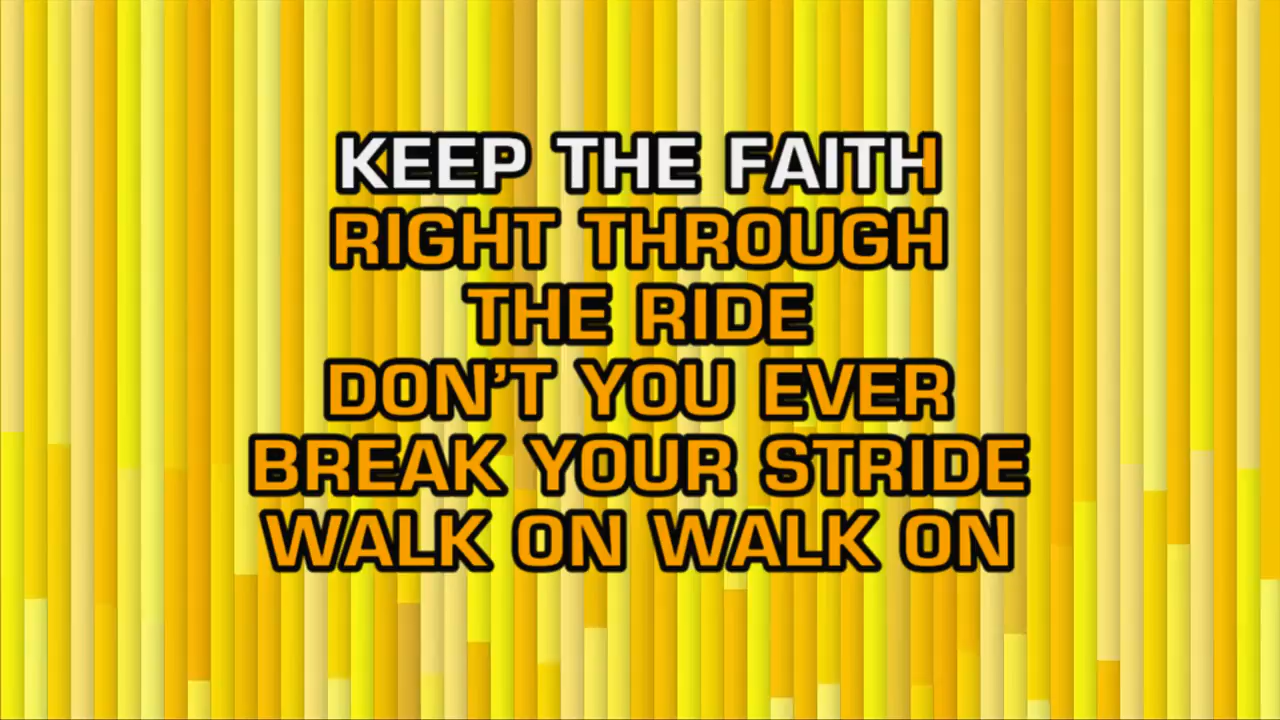 KEEP THE FAITH
RIGHT THROUGH
THE RIDE
DON’T YOU EVER
BREAK YOUR STRIDE
WALK ON WALK ON